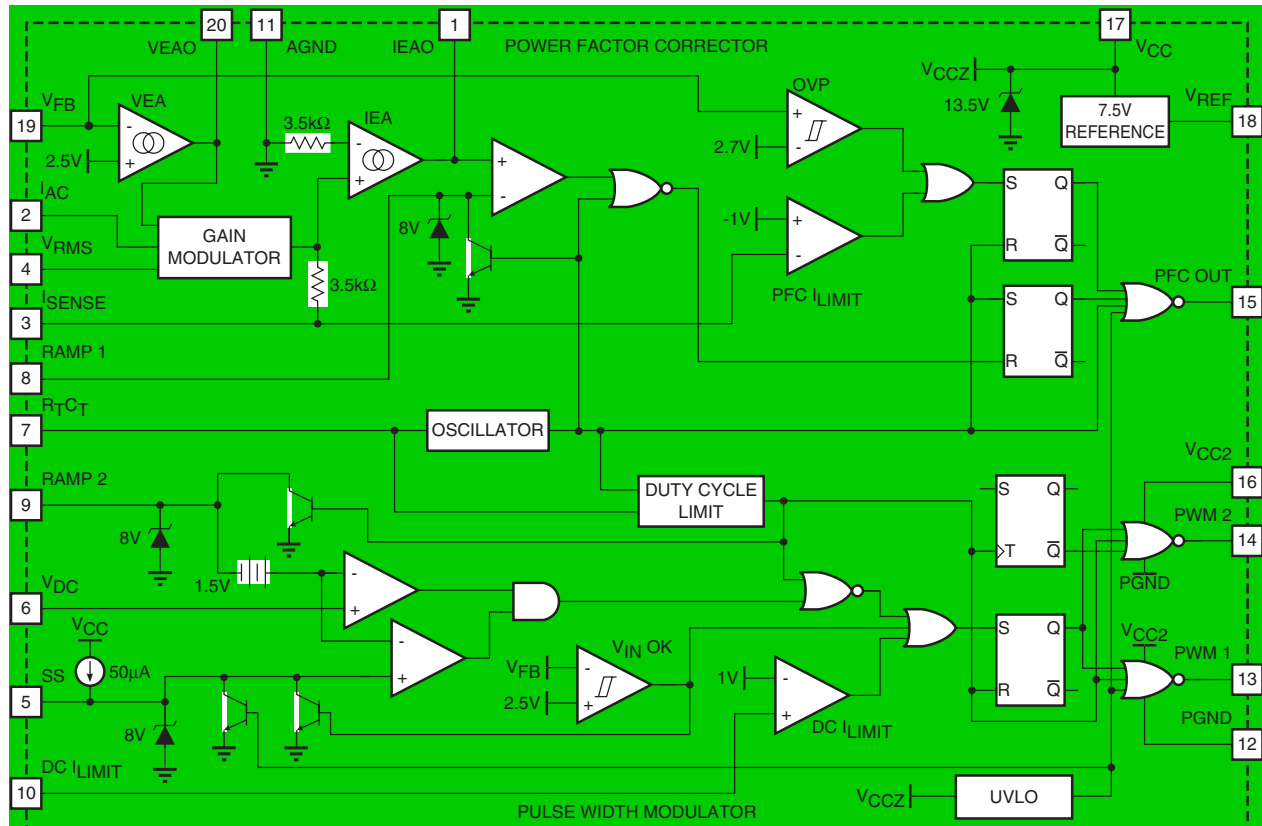 20 11 1 17
VEAO AGND IEAO POWER FACTOR CORRECTOR VCC
VCCZ
13.5V
7.5V
REFERENCE
VREF
18
VFB
19
VEA
-
+
2.5V
3.5kΩ
IEA
-
+
OVP
+
-
2.7V
+
-
8V
IAC
2
VRMS
4
GAIN
MODULATOR
3.5kΩ
-1V
+
-
PFC ILIMIT
S Q
R Q
S Q
R Q
PFC OUT
15
ISENSE
3
RAMP 1
8
RTCT
7
OSCILLATOR
RAMP 2
9
8V
1.5V
DUTY CYCLE
LIMIT
S Q
T Q
VCC2
16
PWM 2
14
PGND
VDC
6
-
+
-
+
VCC
50µA
SS
5
8V
VIN OK
VFB
-
2.5V
+
1V
-
+
DC ILIMIT
S Q
R Q
VCC2
PWM 1
13
PGND
12
DC ILIMIT
10
VCCZ
UVLO
PULSE WIDTH MODULATOR